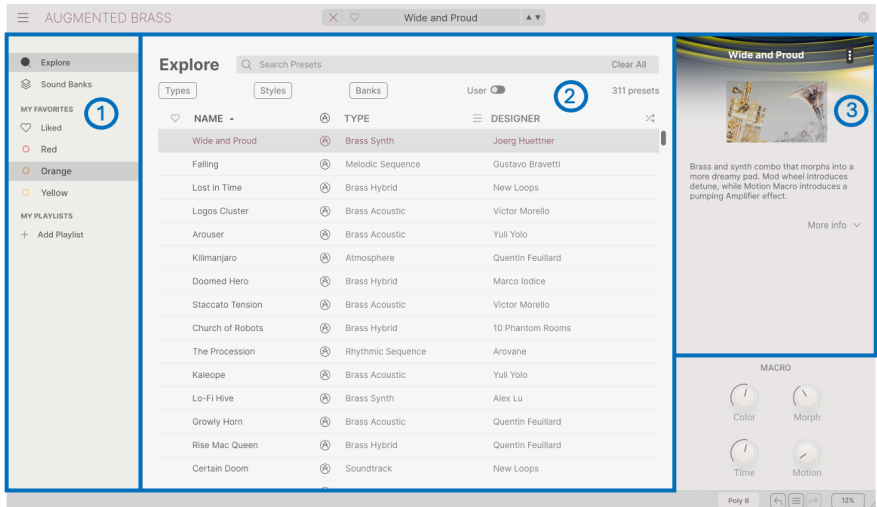 AUGMENTED BRASS
Wide and Proud
Explore
Sound Banks
MY FAVORITES
Liked
Red
Orange
Yellow
MY PLAYLISTS
+ Add Playlist
1
Explore
Search Presets
Clear All
Types
Styles
Banks
User
2
311 presets
NAME TYPE DESIGNER
Wide and Proud Brass Synth Joerg Huettner
Falling Melodic Sequence Gustavo Bravetti
Lost in Time Brass Hybrid New Loops
Logos Cluster Brass Acoustic Victor Morello
Arouser Brass Acoustic Yuli Yolo
Kilimanjaro Atmosphere Quentin Feuillard
Doomed Hero Brass Hybrid Marco Iodice
Staccato Tension Brass Acoustic Victor Morello
Church of Robots Brass Hybrid 10 Phantom Rooms
The Procession Rhythmic Sequence Arovane
Kaleope Brass Acoustic Yuli Yolo
Lo-Fi Hive Brass Synth Alex Lu
Growly Horn Brass Acoustic Quentin Feuillard
Rise Mac Queen Brass Hybrid Quentin Feuillard
Certain Doom Soundtrack New Loops
Wide and Proud
3
Brass and synth combo that morphs into a
more dreamy pad. Mod wheel introduces
detune, while Motion Macro introduces a
pumping Amplifier effect.
More info
MACRO
Color Morph
Time Motion
Poly 8
12%